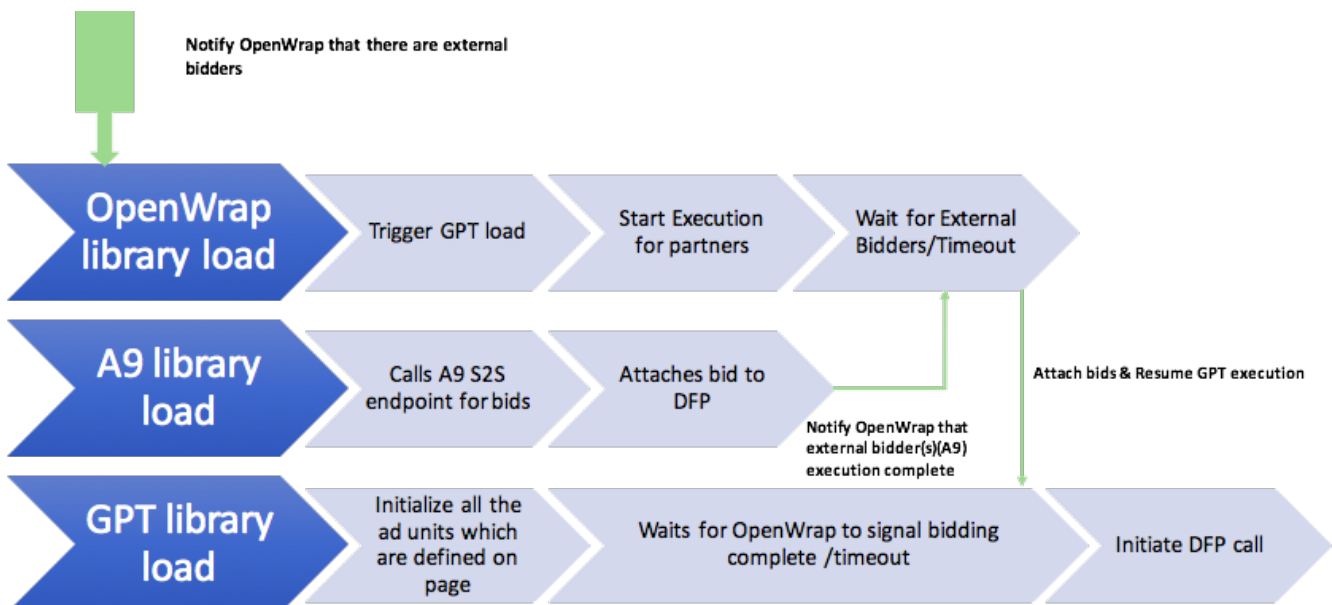 Notify OpenWrap that there are external
bidders
OpenWrap
library load
Trigger GPT load
Start Execution
for partners
Wait for External
Bidders/Timeout
A9 library
load
Calls A9 S2S
endpoint for bids
Attaches bid to
DFP
Notify OpenWrap that
external bidder(s)(A9)
execution complete
Attach bids & Resume GPT execution
GPT library
load
Initialize all the
ad units which
are defined on
page
Waits for OpenWrap to signal bidding
complete /timeout
Initiate DFP call